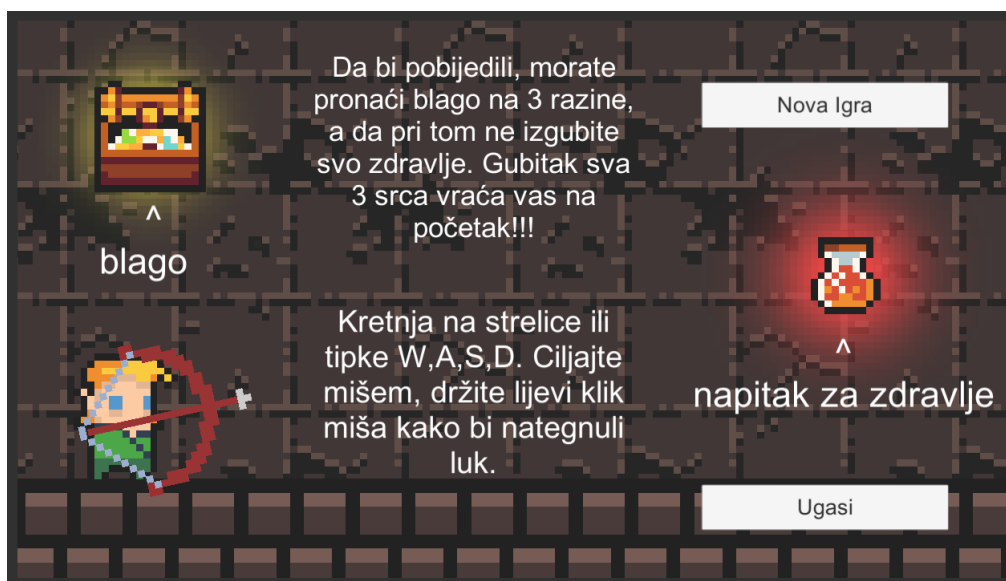 Da bi pobijedili, morate
pronaći blago na 3 razine,
a da pri tom ne izgubite
svo zdravlje. Gubitak sva
3 srca vraća vas na
početak!!!
Nova Igra
^
blago
Kretnja na strelice ili
tipke W,A,S,D. Ciljajte
mišem, držite lijevi klik
miša kako bi nategnuli
luk.
^
napitak za zdravlje
Ugasi